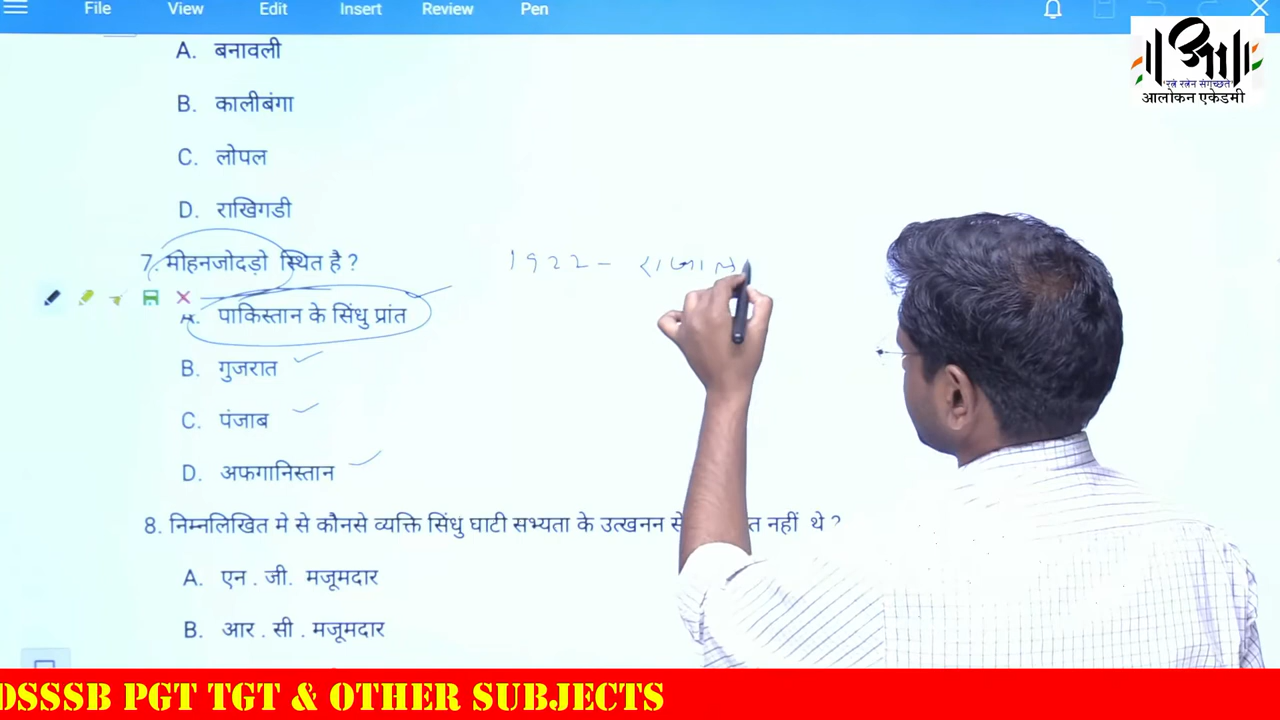 File View Edit Insert Review Pen
A. बनावली
B. कालीबंगा
C. लोपल
D. राखिगडी
7. मोहनजोदड़ो स्थित है ?
1922 –
A. पाकिस्तान के सिंधु प्रांत
B. गुजरात
C. पंजाब
D. अफगानिस्तान
8. निम्नलिखित मे से कौनसे व्यक्ति सिंधु घाटी सभ्यता के उत्खनन से नहीं थे ?
A. एन . जी. मजूमदार
B. आर . सी . मजूमदार
आलोकन एकेडमी
DSSSB PGT TGT & OTHER SUBJECTS